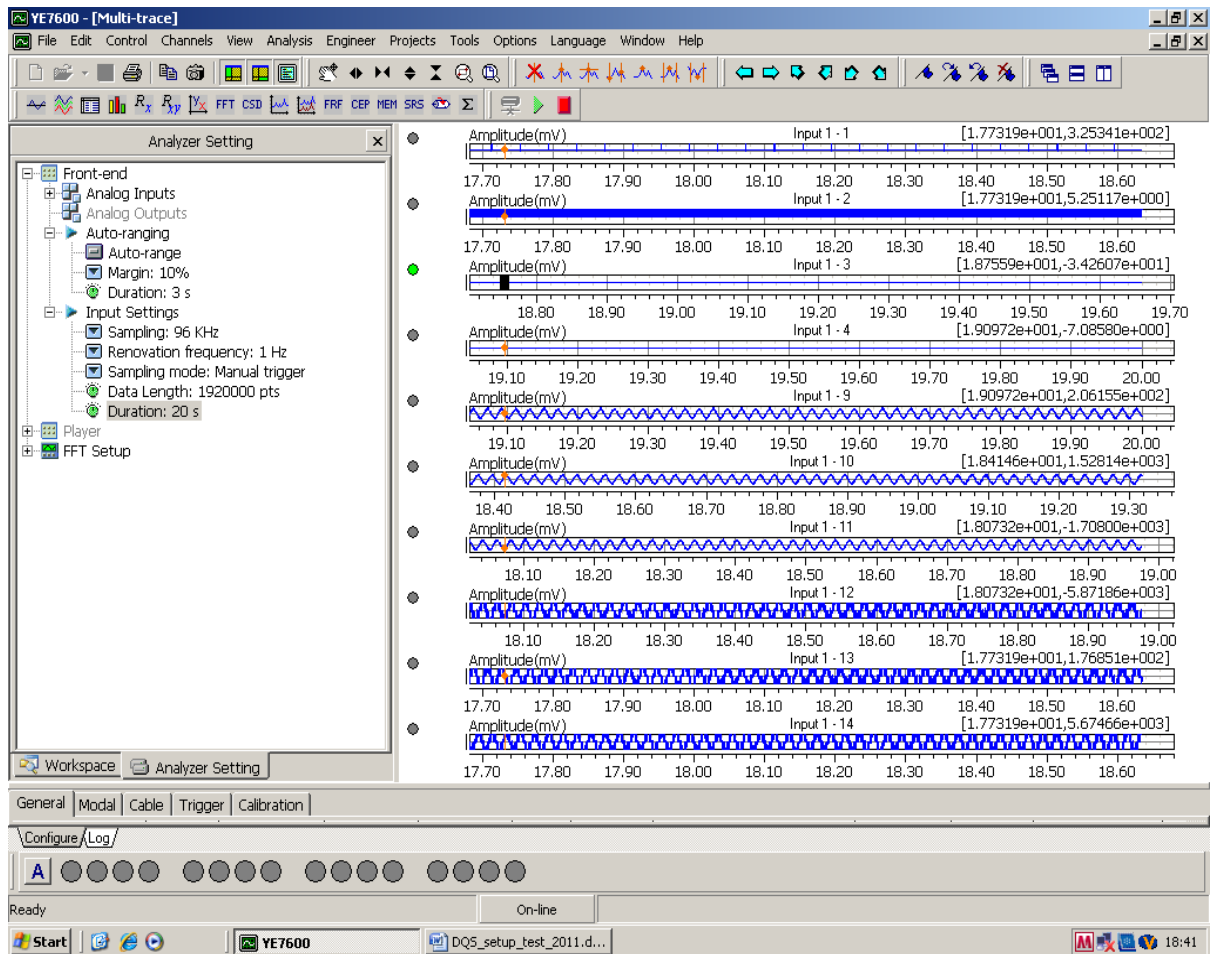 YE7600 - [Multi-trace]
File Edit Control Channels View Analysis Engineer Projects Tools Options Language Window Help
Rx Rxy Yx FFT CSD FRF CEP MEM SRS Σ
Analyzer Setting
Front-end
Analog Inputs
Analog Outputs
Auto-ranging
Auto-range
Margin: 10%
Duration: 3 s
Input Settings
Sampling: 96 KHz
Renovation frequency: 1 Hz
Sampling mode: Manual trigger
Data Length: 1920000 pts
Duration: 20 s
Player
FFT Setup
Workspace Analyzer Setting
Amplitude(mV) Input 1 - 1 [1.77319e+001,3.25341e+002]
17.70 17.80 17.90 18.00 18.10 18.20 18.30 18.40 18.50 18.60
Amplitude(mV) Input 1 - 2 [1.77319e+001,5.25117e+000]
17.70 17.80 17.90 18.00 18.10 18.20 18.30 18.40 18.50 18.60
Amplitude(mV) Input 1 - 3 [1.87559e+001,-3.42607e+001]
18.80 18.90 19.00 19.10 19.20 19.30 19.40 19.50 19.60 19.70
Amplitude(mV) Input 1 - 4 [1.90972e+001,-7.08580e+000]
19.10 19.20 19.30 19.40 19.50 19.60 19.70 19.80 19.90 20.00
Amplitude(mV) Input 1 - 9 [1.90972e+001,2.06155e+002]
19.10 19.20 19.30 19.40 19.50 19.60 19.70 19.80 19.90 20.00
Amplitude(mV) Input 1 - 10 [1.84146e+001,1.52814e+003]
18.40 18.50 18.60 18.70 18.80 18.90 19.00 19.10 19.20 19.30
Amplitude(mV) Input 1 - 11 [1.80732e+001,-1.70800e+003]
18.10 18.20 18.30 18.40 18.50 18.60 18.70 18.80 18.90 19.00
Amplitude(mV) Input 1 - 12 [1.80732e+001,-5.87186e+003]
18.10 18.20 18.30 18.40 18.50 18.60 18.70 18.80 18.90 19.00
Amplitude(mV) Input 1 - 13 [1.77319e+001,1.76851e+002]
17.70 17.80 17.90 18.00 18.10 18.20 18.30 18.40 18.50 18.60
Amplitude(mV) Input 1 - 14 [1.77319e+001,5.67466e+003]
17.70 17.80 17.90 18.00 18.10 18.20 18.30 18.40 18.50 18.60
General Modal Cable Trigger Calibration
Configure Log
A
Ready On-line
Start YE7600 DQS_setup_test_2011.d... M V 18:41